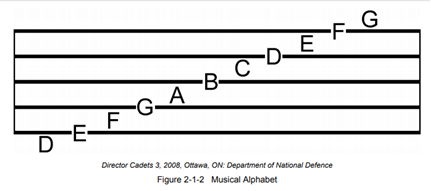 D E F G A B C D E F G
Director Cadets 3, 2008, Ottawa, ON: Department of National Defence
Figure 2-1-2 Musical Alphabet